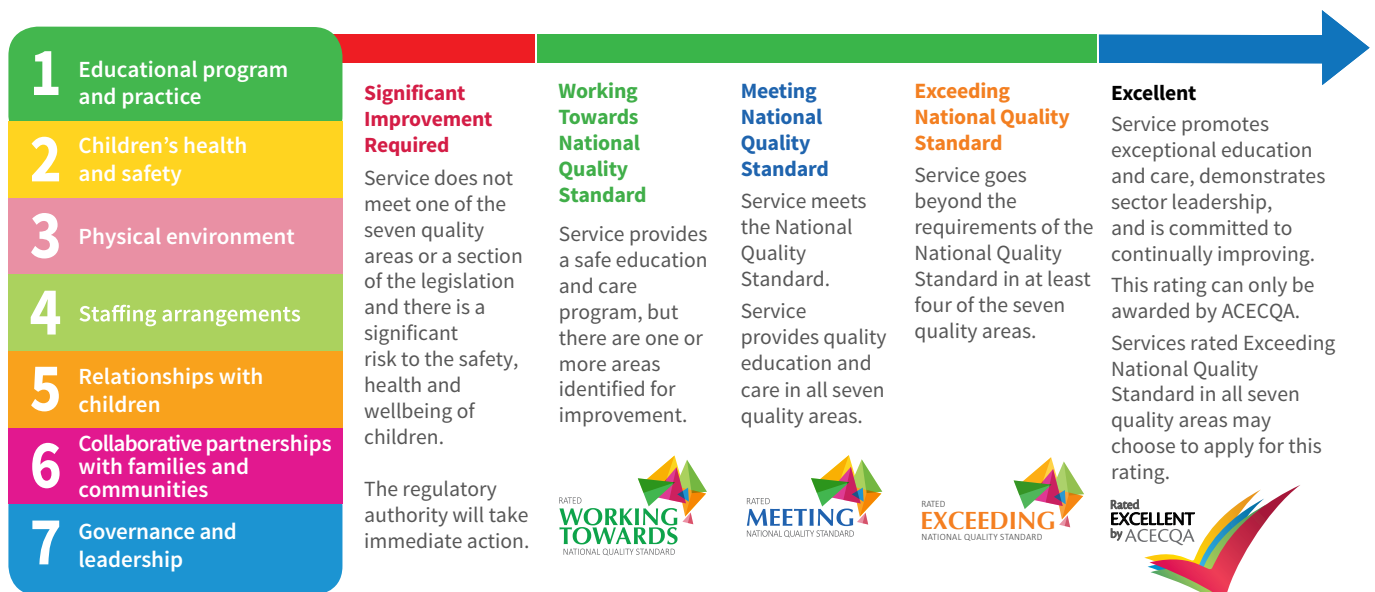 1
Educational program
and practice
2
Children's health
and safety
3
Physical environment
4
Staffing arrangements
5
Relationships with
children
6
Collaborative partnerships
with families and
communities
7
Governance and
leadership
Significant
Improvement
Required
Service does not
meet one of the
seven quality
areas or a section
of the legislation
and there is a
significant
risk to the safety,
health and
wellbeing of
children.
The regulatory
authority will take
immediate action.
Working
Towards
National
Quality
Standard
Service provides
a safe education
and care
program, but
there are one or
more areas
identified for
improvement.
RATED
WORKING
TOWARDS
NATIONAL QUALITY STANDARD
Meeting
National
Quality
Standard
Service meets
the National
Quality
Standard.
Service
provides quality
education and
care in all seven
quality areas.
RATED
MEETING
NATIONAL QUALITY STANDARD
Exceeding
National Quality
Standard
Service goes
beyond the
requirements of the
National Quality
Standard in at least
four of the seven
quality areas.
RATED
EXCEEDING
NATIONAL QUALITY STANDARD
Excellent
Service promotes
exceptional education
and care, demonstrates
sector leadership,
and is committed to
continually improving.
This rating can only be
awarded by ACECQA.
Services rated Exceeding
National Quality
Standard in all seven
quality areas may
choose to apply for this
rating.
Rated
EXCELLENT
by ACECQA